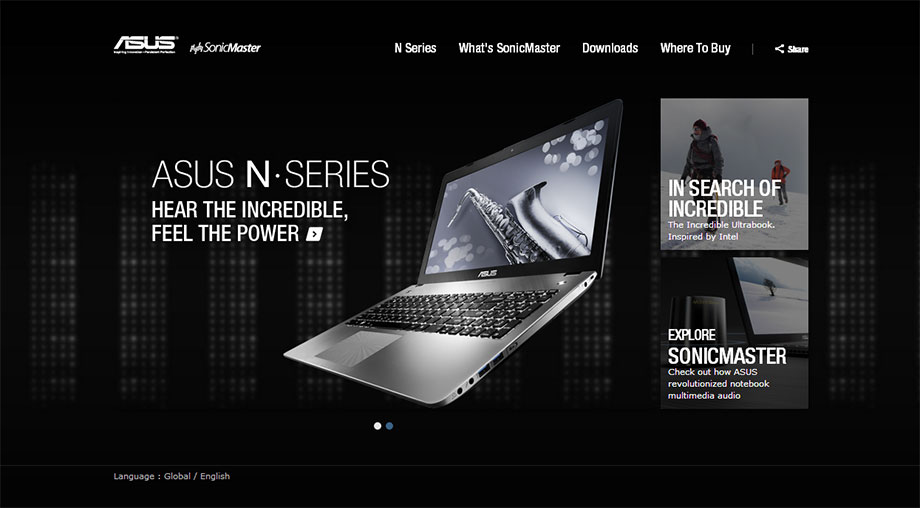 ASUS
Inspiring Innovation • Persistent Perfection
SonicMaster
N Series
What's SonicMaster
Downloads
Where To Buy
Share
ASUS N·SERIES
HEAR THE INCREDIBLE,
FEEL THE POWER
ASUS
IN SEARCH OF
INCREDIBLE
The Incredible Ultrabook.
Inspired by Intel
EXPLORE
SONICMASTER
Check out how ASUS
revolutionized notebook
multimedia audio
Language : Global / English